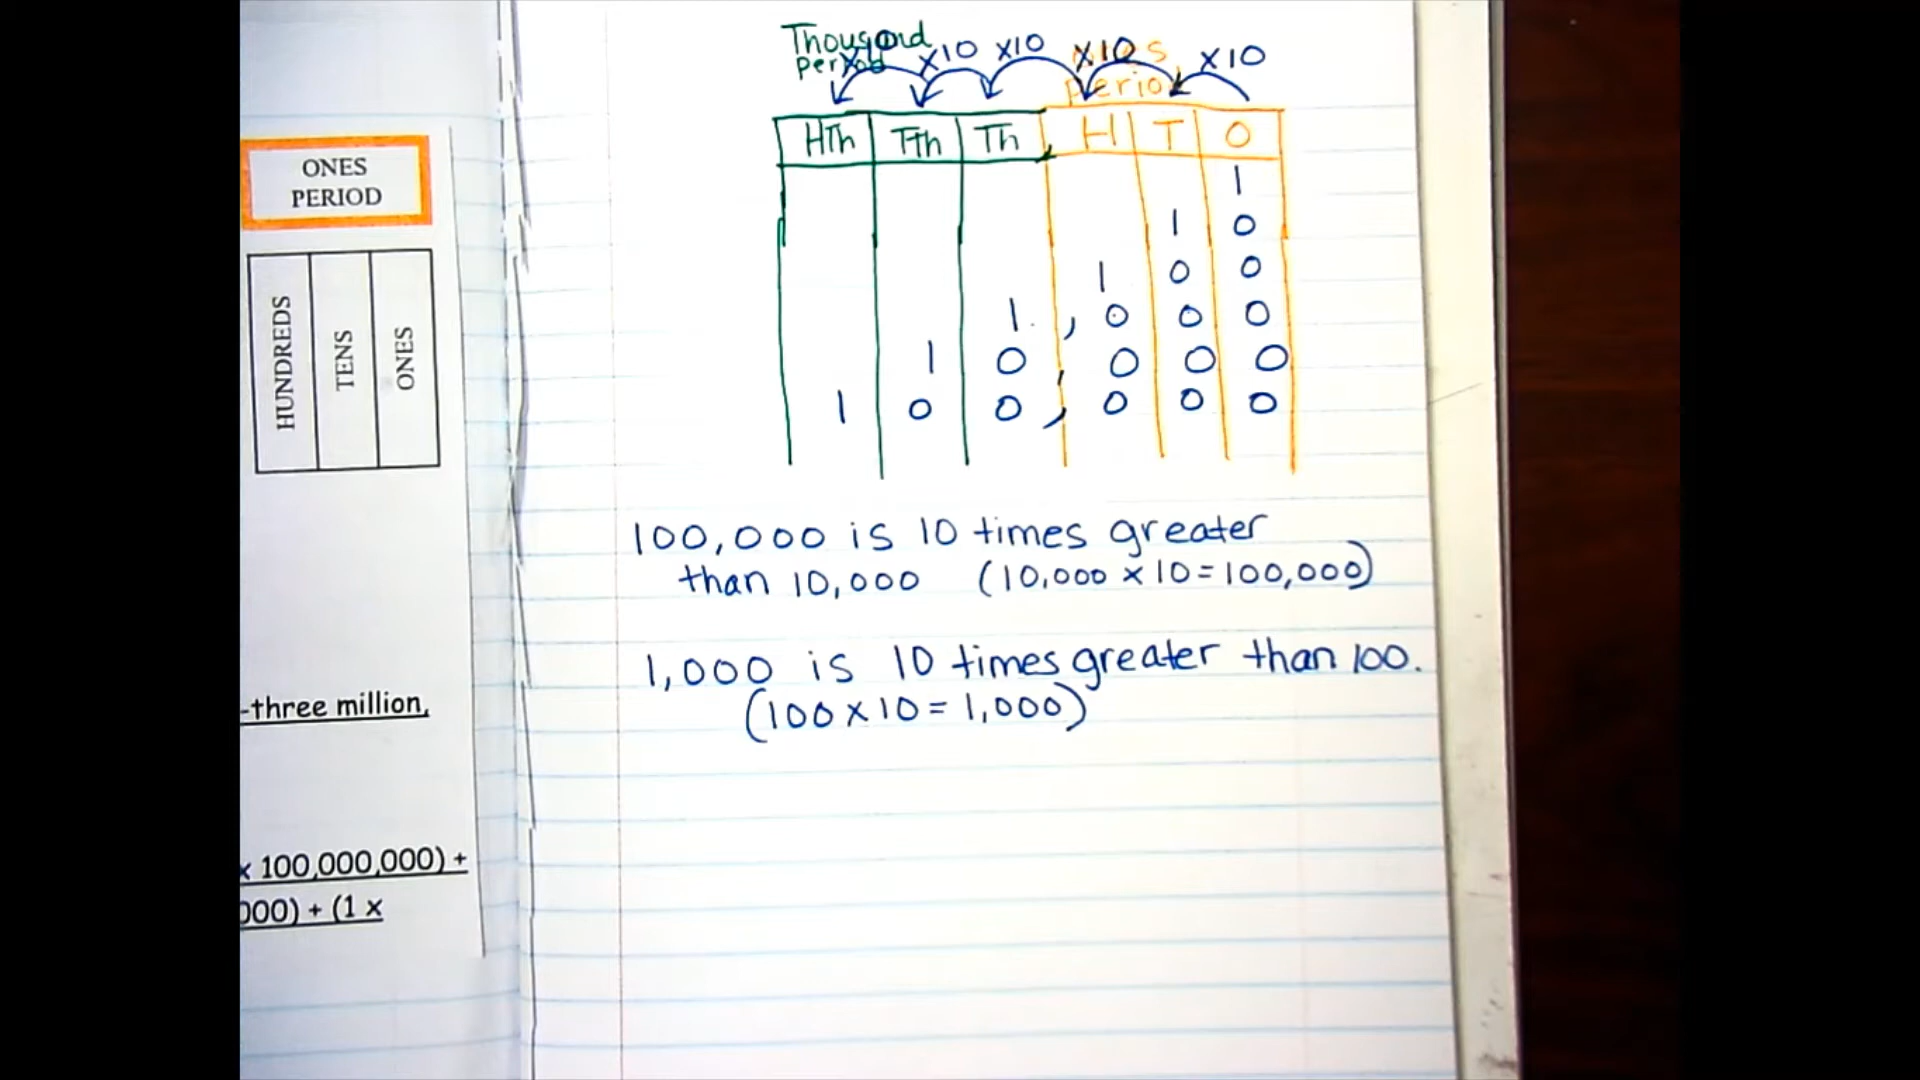 ONES
PERIOD
HUNDREDS
TENS
ONES
-three million,
x 100,000,000) +
000) + (1 x
Thousand
period
ones
period
x10 x10 x10 x10 x10
HTh TTh Th H T O
1
1 0
1 0 0
1 , 0 0 0
1 0 , 0 0 0
1 0 0 , 0 0 0
100,000 is 10 times greater
than 10,000 (10,000 x 10 = 100,000)
1,000 is 10 times greater than 100.
(100 x 10 = 1,000)